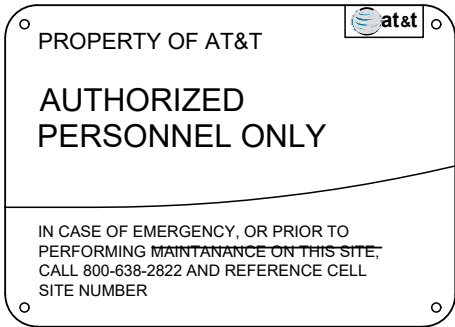 at&t
PROPERTY OF AT&T
AUTHORIZED
PERSONNEL ONLY
IN CASE OF EMERGENCY, OR PRIOR TO
PERFORMING MAINTANANCE ON THIS SITE,
CALL 800-638-2822 AND REFERENCE CELL
SITE NUMBER